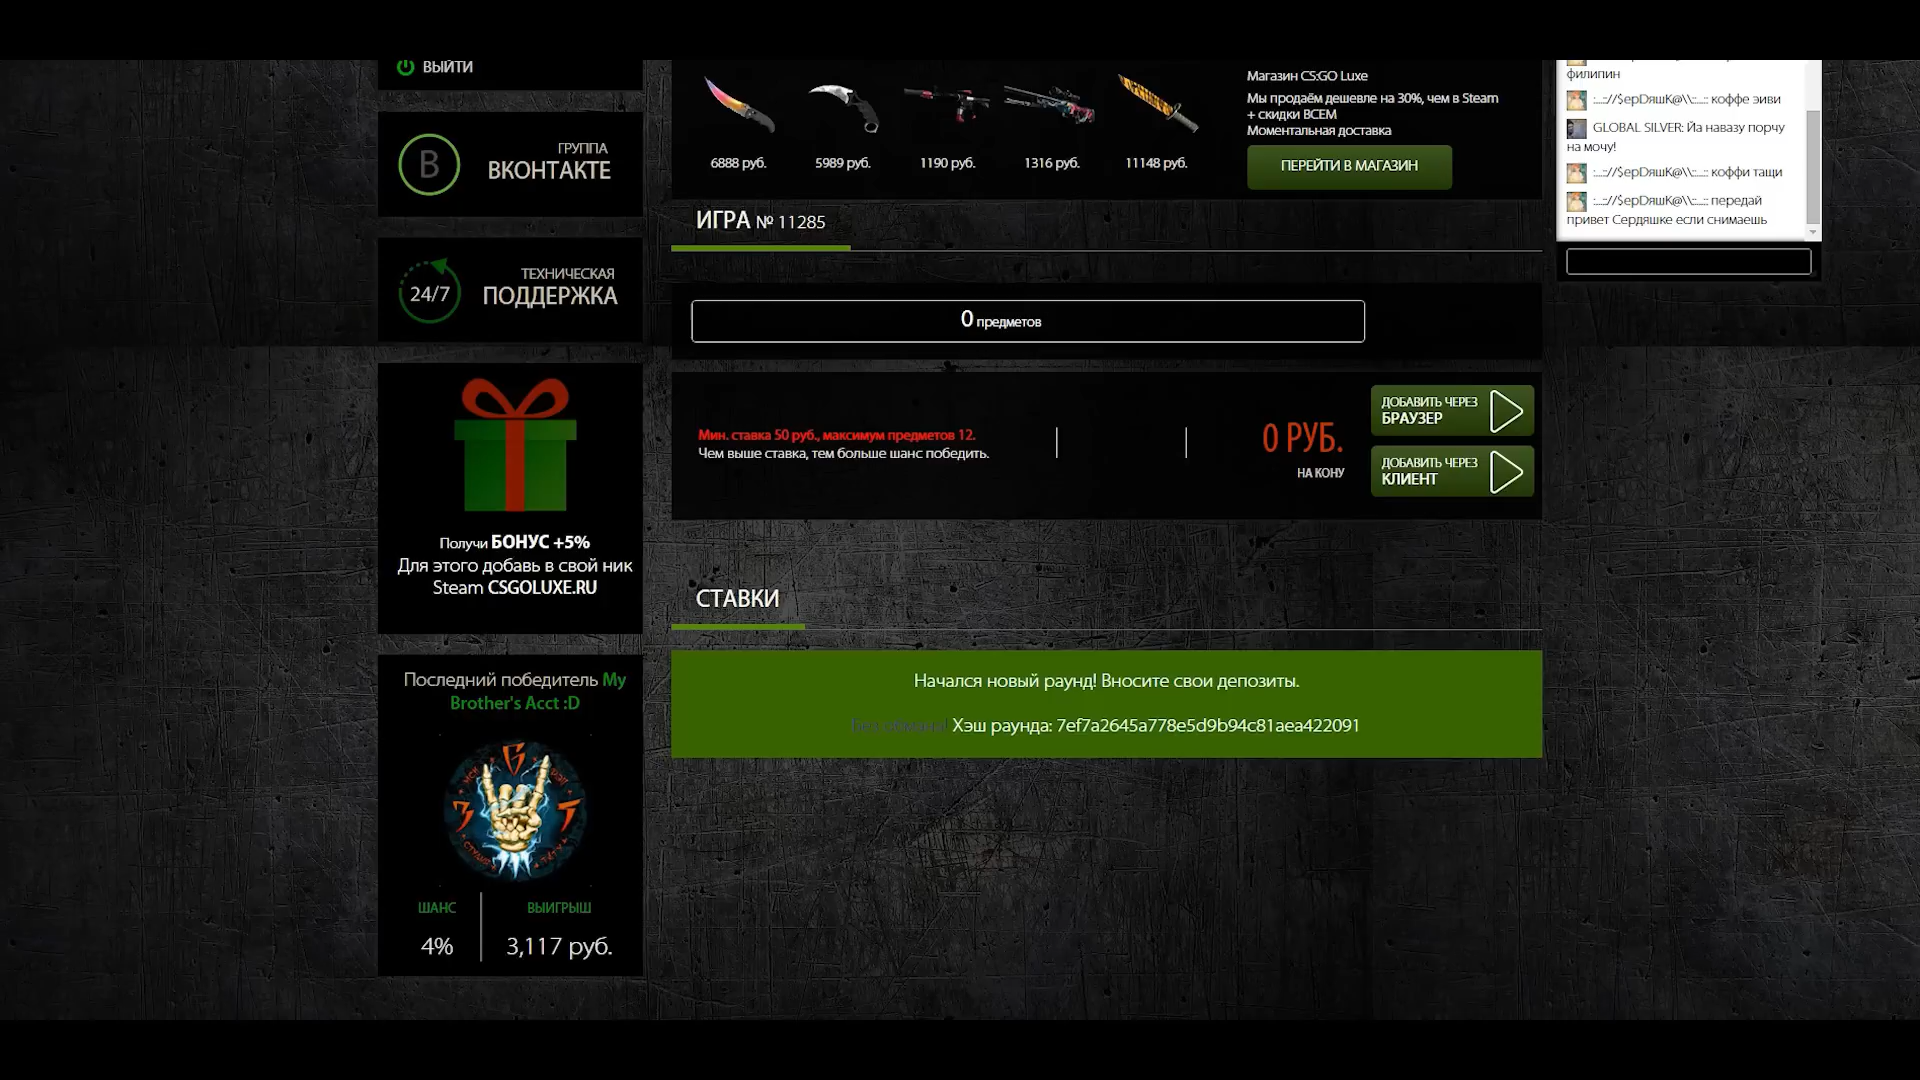 ВЫЙТИ
ГРУППА
В
ВКОНТАКТЕ
ТЕХНИЧЕСКАЯ
24/7
ПОДДЕРЖКА
Получи БОНУС +5%
Для этого добавь в свой ник
Steam CSGOLUXE.RU
Последний победитель My
Brother's Acct :D
ШАНС
ВЫИГРЫШ
4%
3,117 руб.
6888 руб.
5989 руб.
1190 руб.
1316 руб.
11148 руб.
Магазин CS:GO Luxe
Мы продаём дешевле на 30%, чем в Steam
+ скидки ВСЕМ
Моментальная доставка
ПЕРЕЙТИ В МАГАЗИН
ИГРА № 11285
0 предметов
Мин. ставка 50 руб., максимум предметов 12.
Чем выше ставка, тем больше шанс победить.
0 РУБ.
НА КОНУ
ДОБАВИТЬ ЧЕРЕЗ
БРАУЗЕР
ДОБАВИТЬ ЧЕРЕЗ
КЛИЕНТ
СТАВКИ
Начался новый раунд! Вносите свои депозиты.
Хэш раунда: 7ef7a2645a778e5d9b94c81aea422091
филипин
:...:://$epDяшK@\\::...:: коффе эиви
GLOBAL SILVER: Йа навазу порчу
на мочу!
:...:://$epDяшK@\\::...:: коффи тащи
:...:://$epDяшK@\\::...:: передай
привет Сердяшке если снимаешь